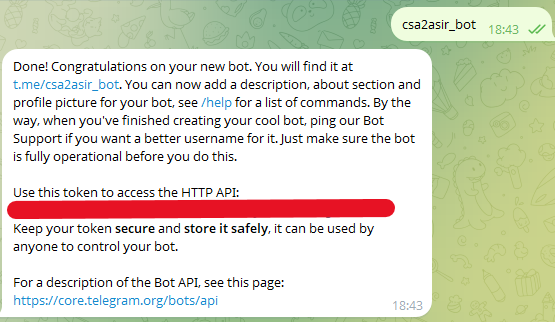 csa2asir_bot 18:43
Done! Congratulations on your new bot. You will find it at
t.me/csa2asir_bot. You can now add a description, about section and
profile picture for your bot, see /help for a list of commands. By the
way, when you've finished creating your cool bot, ping our Bot
Support if you want a better username for it. Just make sure the bot
is fully operational before you do this.
Use this token to access the HTTP API:
Keep your token secure and store it safely, it can be used by
anyone to control your bot.
For a description of the Bot API, see this page:
https://core.telegram.org/bots/api
18:43